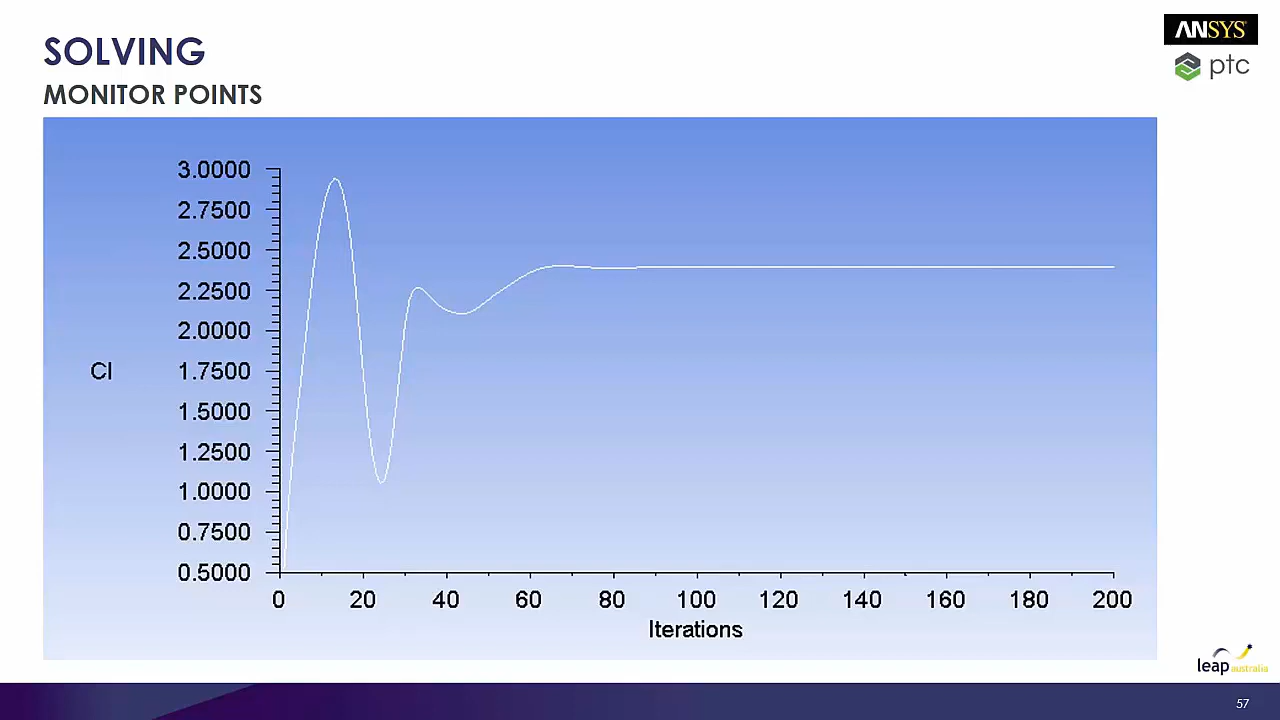 SOLVING
MONITOR POINTS
ANSYS
ptc
3.0000
2.7500
2.5000
2.2500
2.0000
Cl
1.7500
1.5000
1.2500
1.0000
0.7500
0.5000
0 20 40 60 80 100 120 140 160 180 200
Iterations
leap australia
57